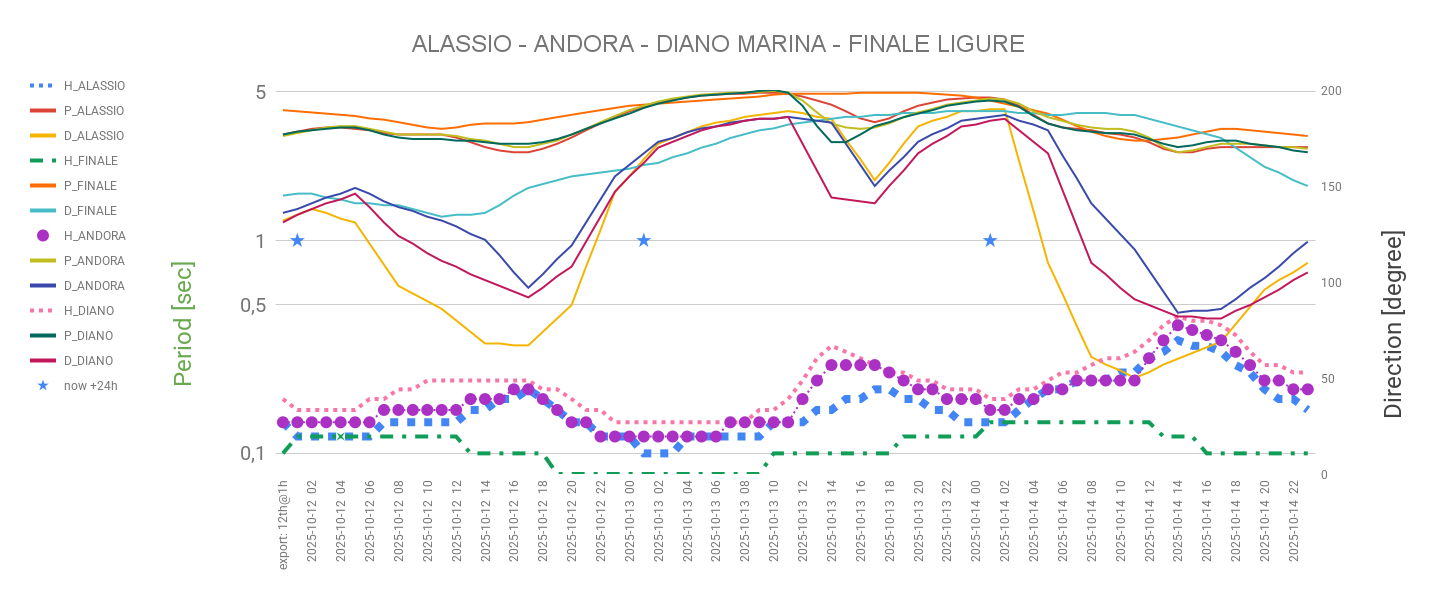 ALASSIO - ANDORA - DIANO MARINA - FINALE LIGURE
H_ALASSIO
P_ALASSIO
D_ALASSIO
H_FINALE
P_FINALE
D_FINALE
H_ANDORA
P_ANDORA
D_ANDORA
H_DIANO
P_DIANO
D_DIANO
now +24h
Period [sec]
5
1
0,5
0,1
200
150
100
50
0
Direction [degree]
export: 12th@1h
2025-10-12 02
2025-10-12 04
2025-10-12 06
2025-10-12 08
2025-10-12 10
2025-10-12 12
2025-10-12 14
2025-10-12 16
2025-10-12 18
2025-10-12 20
2025-10-12 22
2025-10-13 00
2025-10-13 02
2025-10-13 04
2025-10-13 06
2025-10-13 08
2025-10-13 10
2025-10-13 12
2025-10-13 14
2025-10-13 16
2025-10-13 18
2025-10-13 20
2025-10-13 22
2025-10-14 00
2025-10-14 02
2025-10-14 04
2025-10-14 06
2025-10-14 08
2025-10-14 10
2025-10-14 12
2025-10-14 14
2025-10-14 16
2025-10-14 18
2025-10-14 20
2025-10-14 22